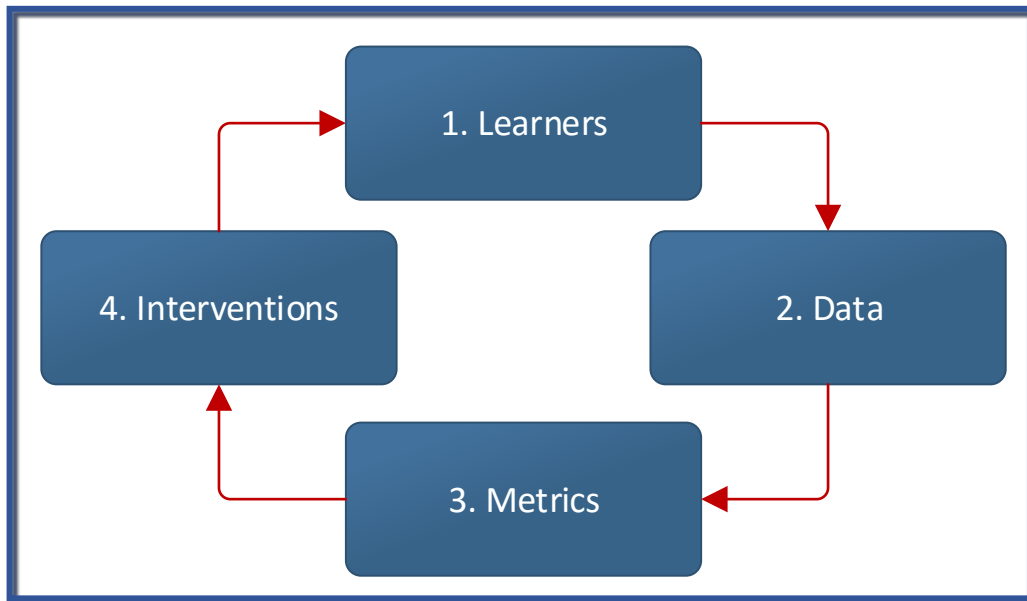 1. Learners
2. Data
3. Metrics
4. Interventions